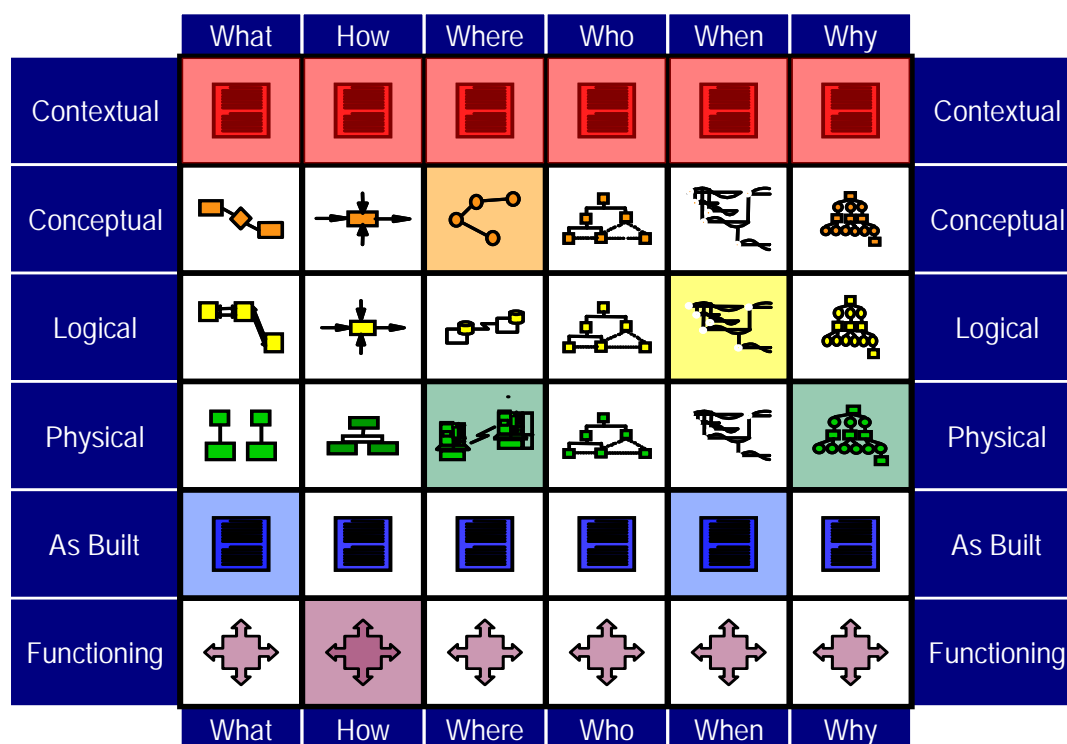 What How Where Who When Why
Contextual Contextual
Conceptual Conceptual
Logical Logical
Physical Physical
As Built As Built
Functioning Functioning
What How Where Who When Why